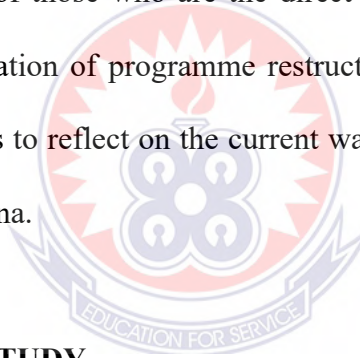 of those who are the direct
ation of programme restruct
s to reflect on the current wa
na.
EDUCATION FOR SERVICE
TUDY